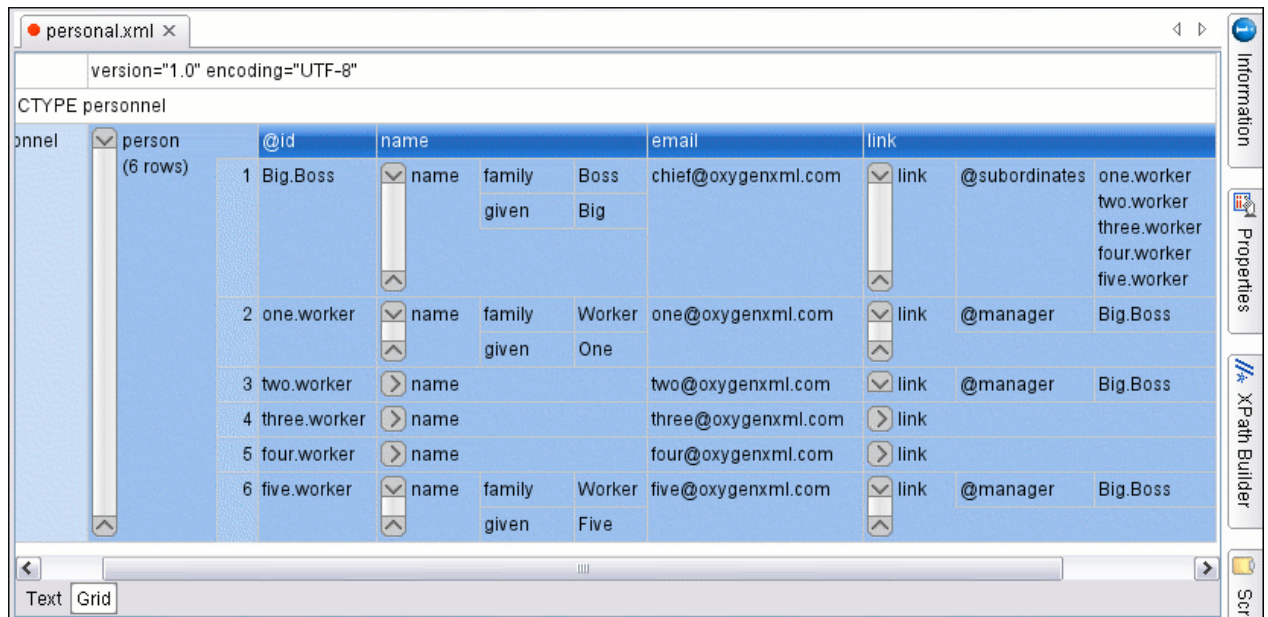 personal.xml
version="1.0" encoding="UTF-8"
CTYPE personnel
onnel person @id name email link
(6 rows)
1 Big.Boss name family Boss chief@oxygenxml.com link @subordinates one.worker
two.worker
given Big
three.worker
four.worker
five.worker
2 one.worker name family Worker one@oxygenxml.com link @manager Big.Boss
given One
3 two.worker name two@oxygenxml.com link @manager Big.Boss
4 three.worker name three@oxygenxml.com link
5 four.worker name four@oxygenxml.com link
6 five.worker name family Worker five@oxygenxml.com link @manager Big.Boss
given Five
Text Grid
Information
Properties
XPath Builder
Scr